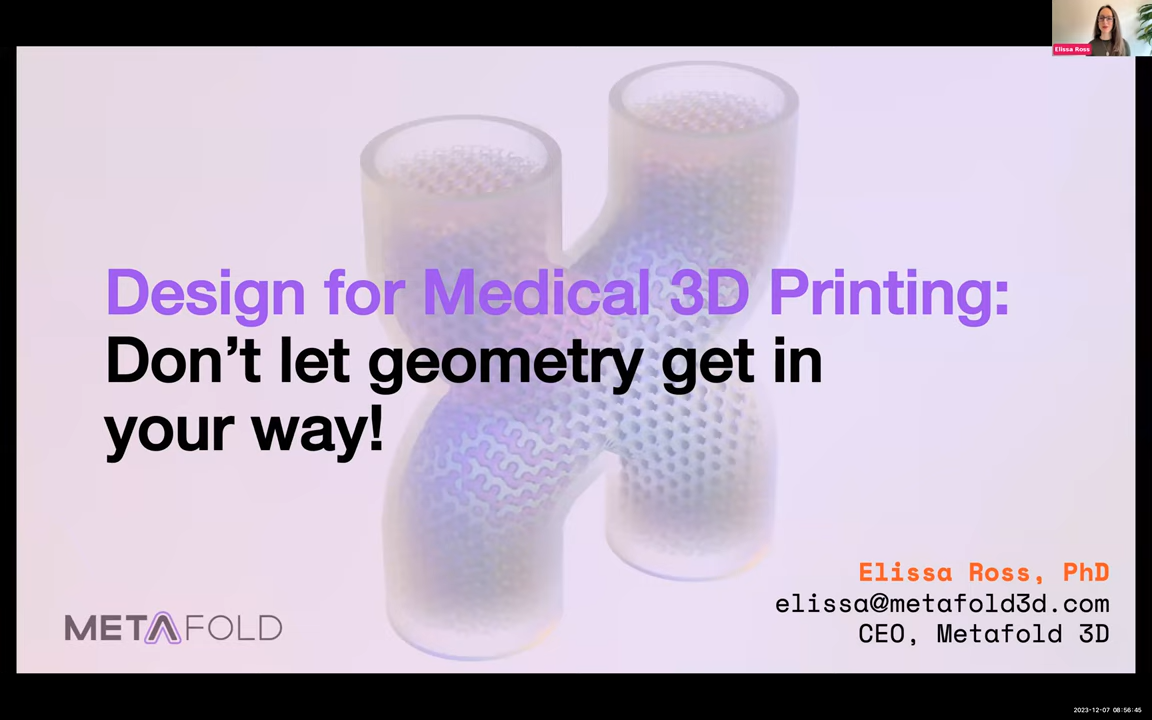 Elissa Ross
Design for Medical 3D Printing:
Don't let geometry get in
your way!
Elissa Ross, PhD
elissa@metafold3d.com
CEO, Metafold 3D
METAFOLD
2023-12-07 08:56:45